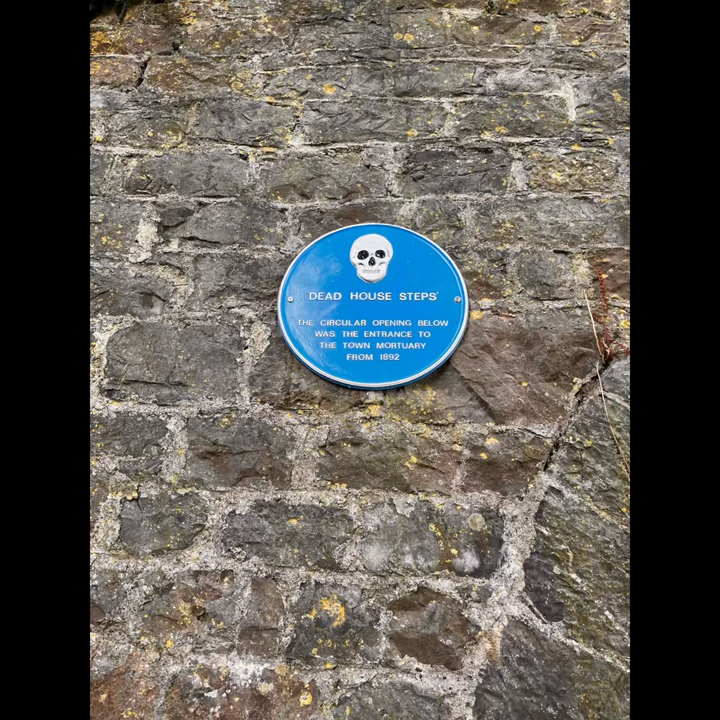 'DEAD HOUSE STEPS'
THE CIRCULAR OPENING BELOW
WAS THE ENTRANCE TO
THE TOWN MORTUARY
FROM 1892